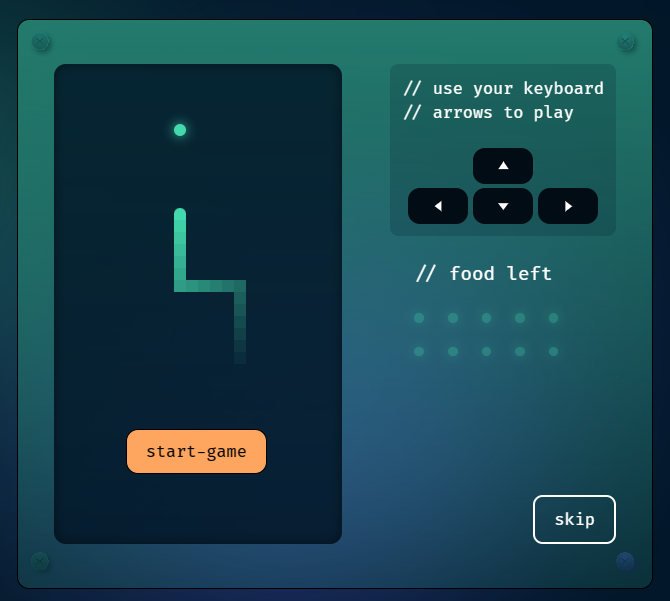 // use your keyboard
// arrows to play
// food left
start-game
skip